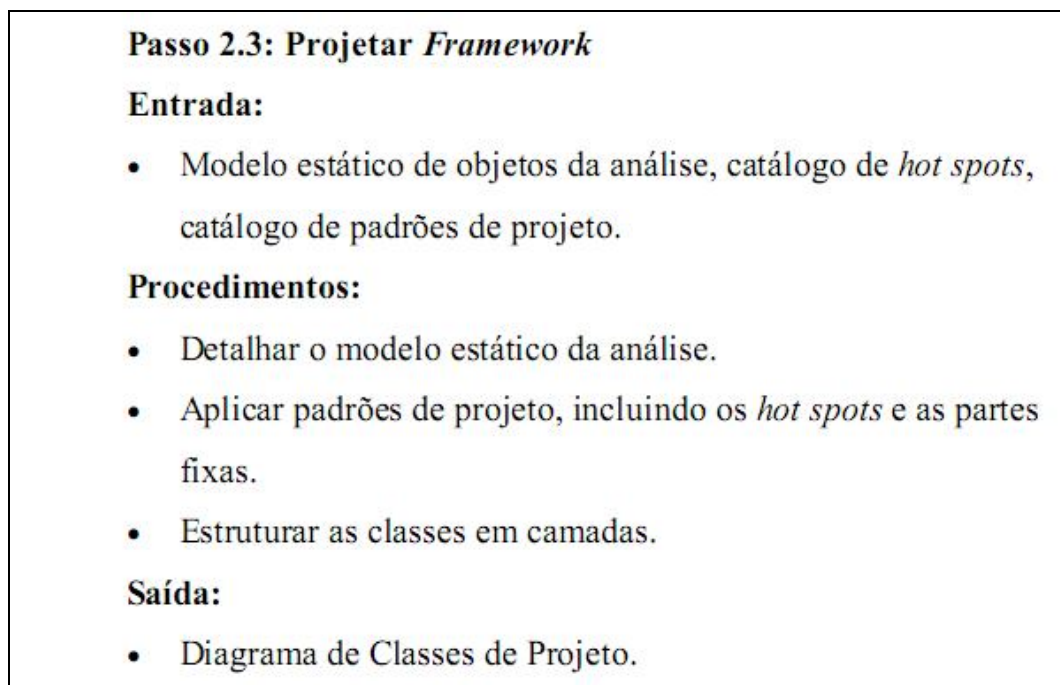 Passo 2.3: Projetar Framework
Entrada:
• Modelo estático de objetos da análise, catálogo de hot spots,
catálogo de padrões de projeto.
Procedimentos:
• Detalhar o modelo estático da análise.
• Aplicar padrões de projeto, incluindo os hot spots e as partes
fixas.
• Estruturar as classes em camadas.
Saída:
• Diagrama de Classes de Projeto.